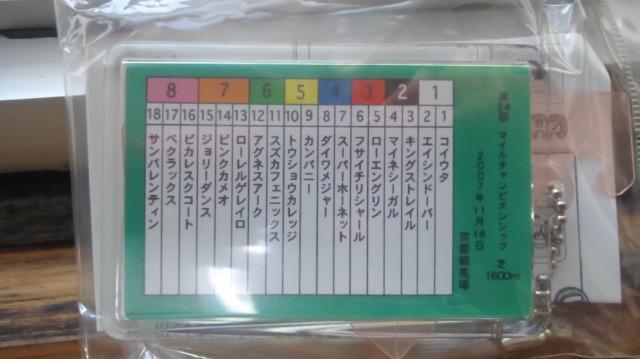 第24回 マイルチャンピオンシップ 芝1600m
2007年11月18日
京都競馬場
1 2 3 4 5 6 7 8
1 コイウタ
2 エイシンドーバー
3 キングストレイル
4 マイネシーガル
5 ローエングリン
6 フサイチリシャール
7 スーパーホーネット
8 ダイワメジャー
9 カンパニー
10 トウショウカレッジ
11 スズカフェニックス
12 アグネスアーク
13 ローレルゲレイロ
14 ピンクカメオ
15 ジョリーダンス
16 ピカレスクコート
17 ベクラックス
18 サンバレンティン